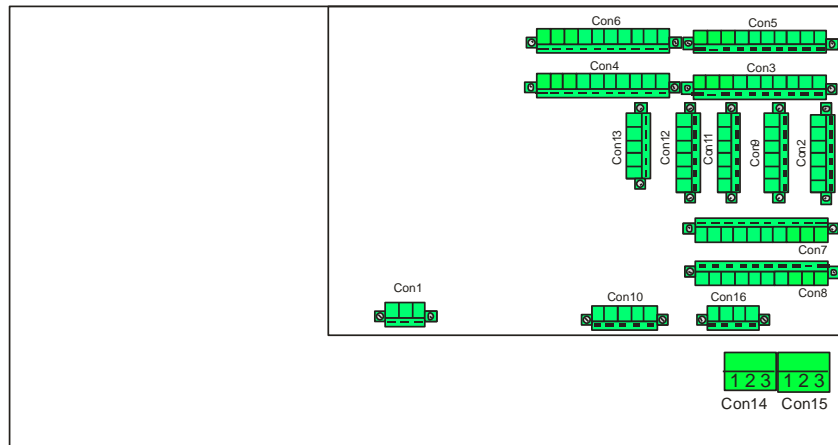 Con6 Con5
Con4 Con3
Con13 Con12 Con11 Con9 Con2
Con7
Con8
Con1 Con10 Con16
1 2 3 1 2 3
Con14 Con15